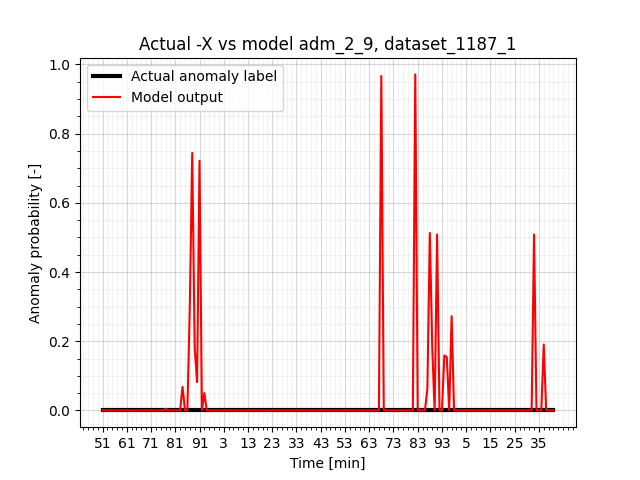 Actual -X vs model adm_2_9, dataset_1187_1
Actual anomaly label
Model output
Anomaly probability [-]
1.0
0.8
0.6
0.4
0.2
0.0
51 61 71 81 91 3 13 23 33 43 53 63 73 83 93 5 15 25 35
Time [min]